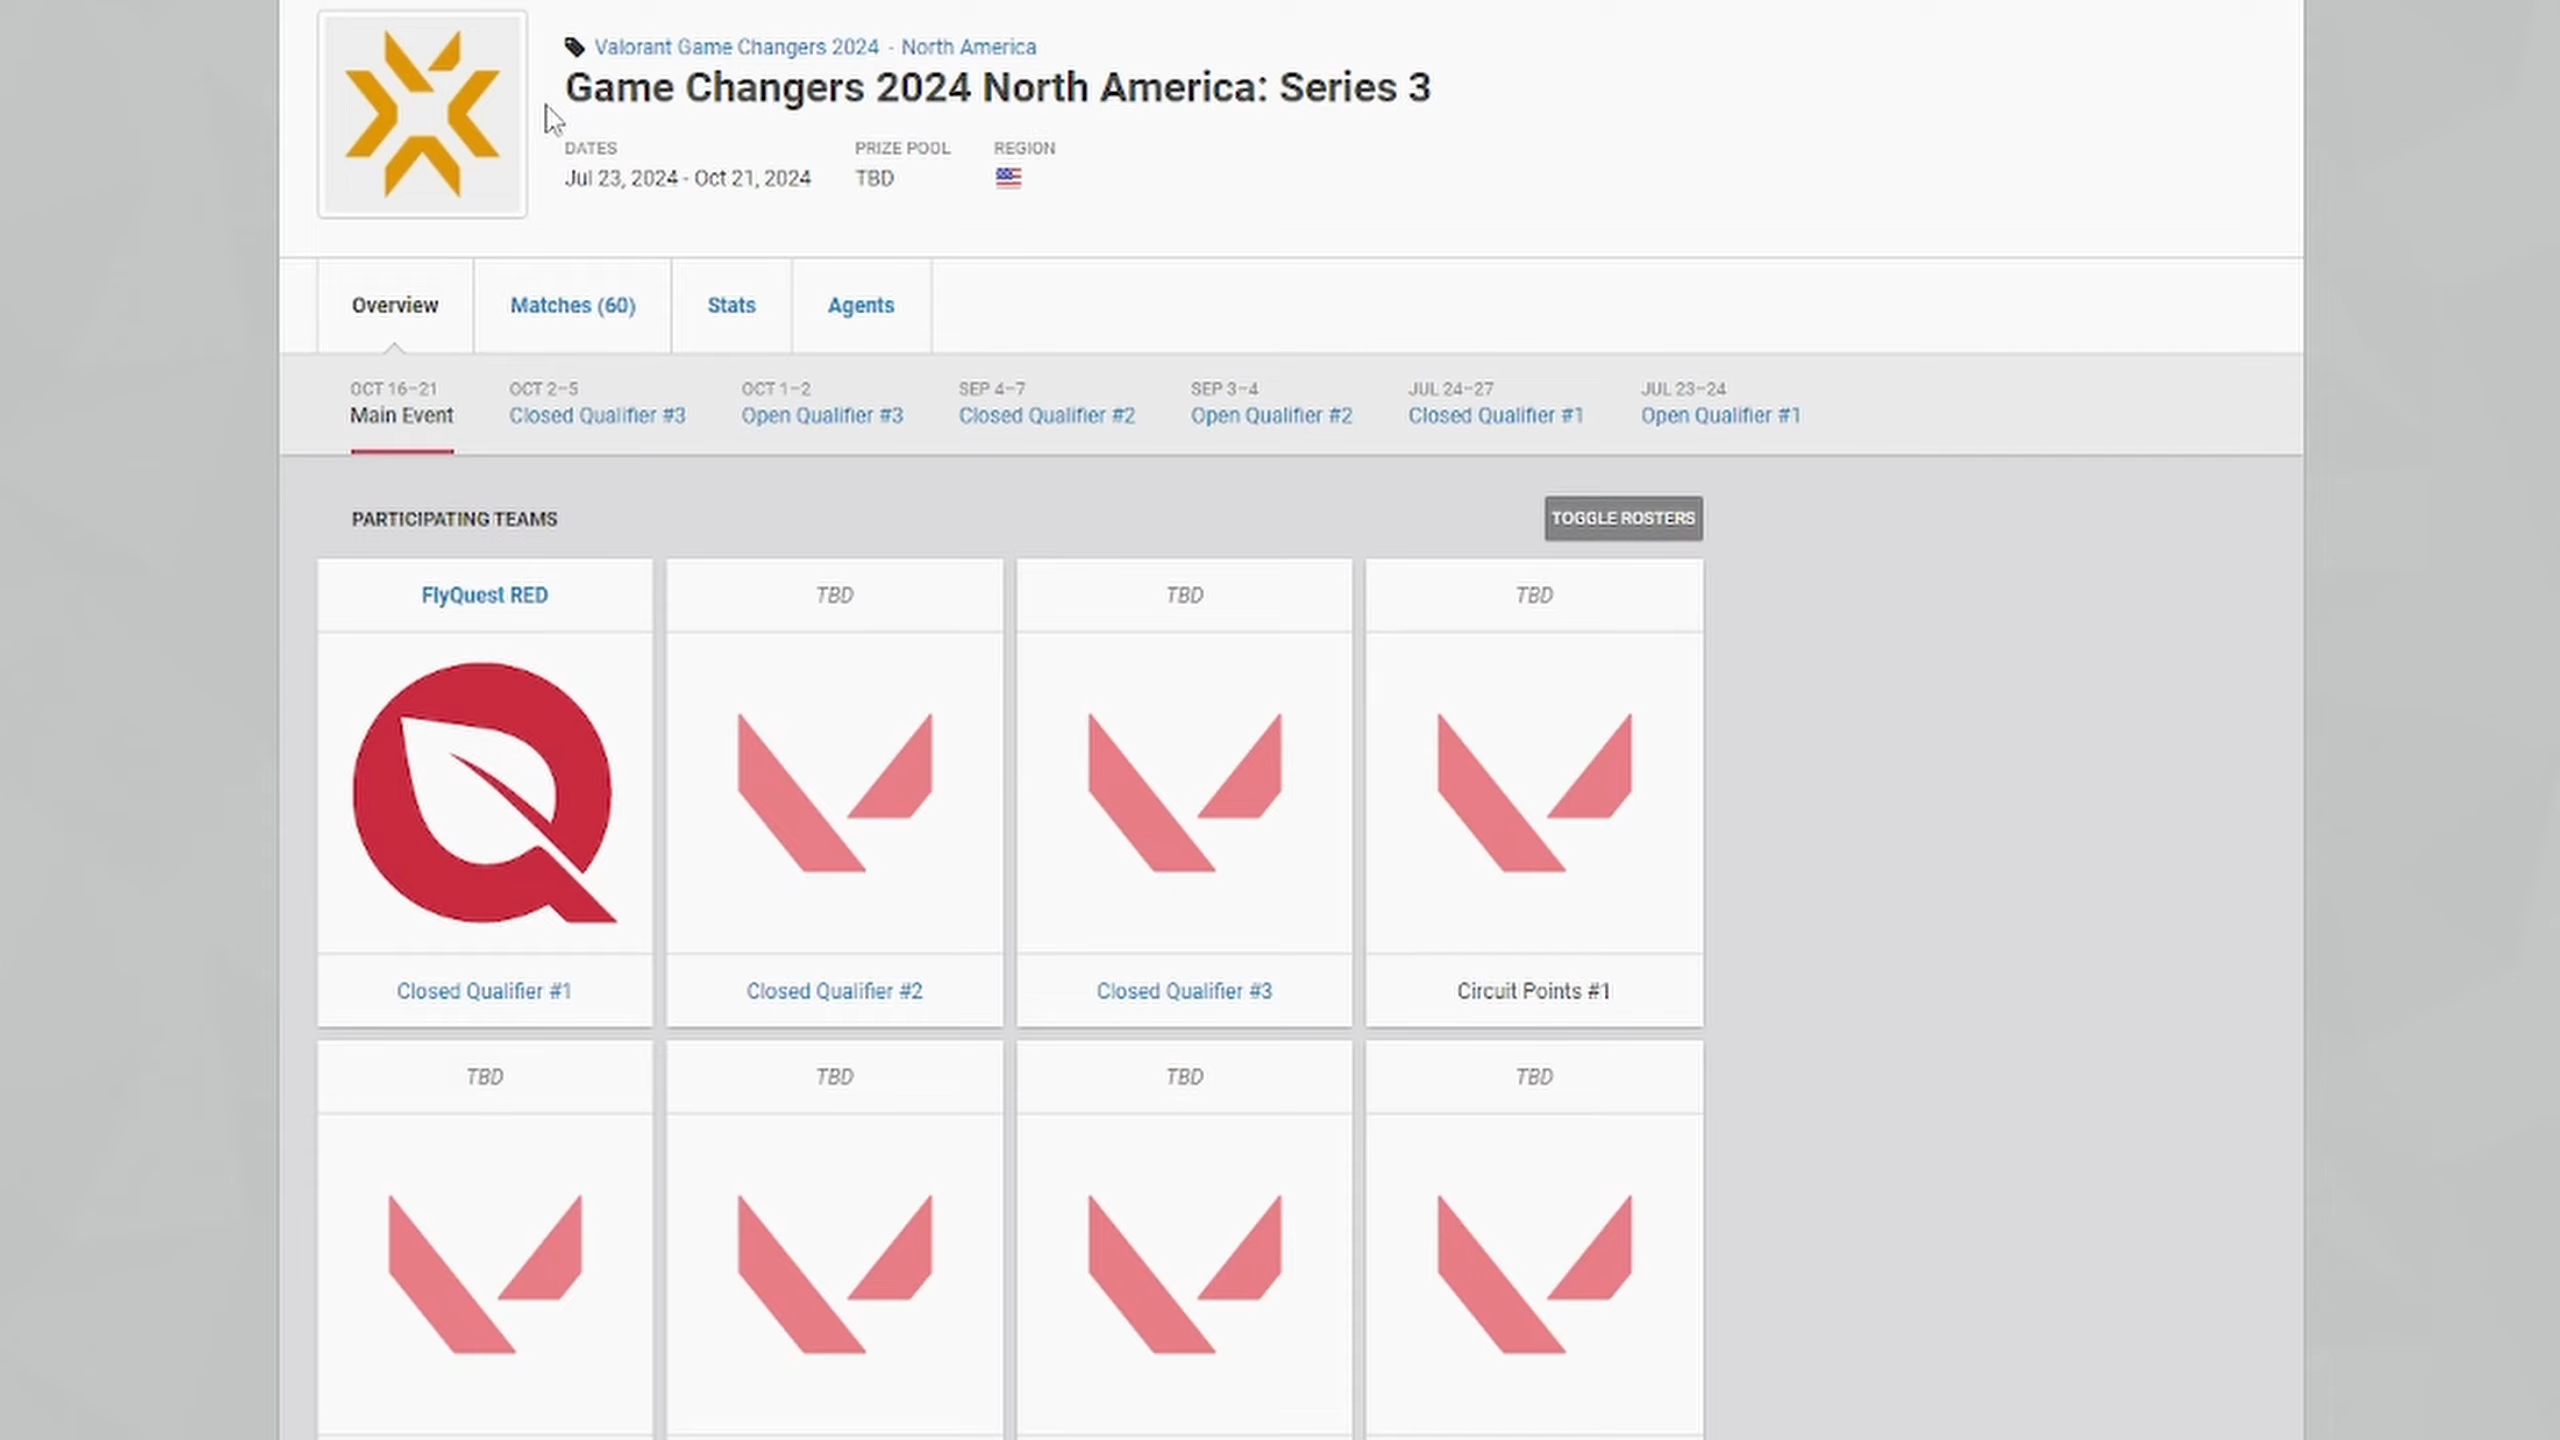 Valorant Game Changers 2024 - North America
Game Changers 2024 North America: Series 3
DATES PRIZE POOL REGION
Jul 23, 2024 - Oct 21, 2024 TBD
Overview Matches (60) Stats Agents
OCT 16–21 OCT 2–5 OCT 1–2 SEP 4–7 SEP 3–4 JUL 24–27 JUL 23–24
Main Event Closed Qualifier #3 Open Qualifier #3 Closed Qualifier #2 Open Qualifier #2 Closed Qualifier #1 Open Qualifier #1
PARTICIPATING TEAMS TOGGLE ROSTERS
FlyQuest RED TBD TBD TBD
Closed Qualifier #1 Closed Qualifier #2 Closed Qualifier #3 Circuit Points #1
TBD TBD TBD TBD